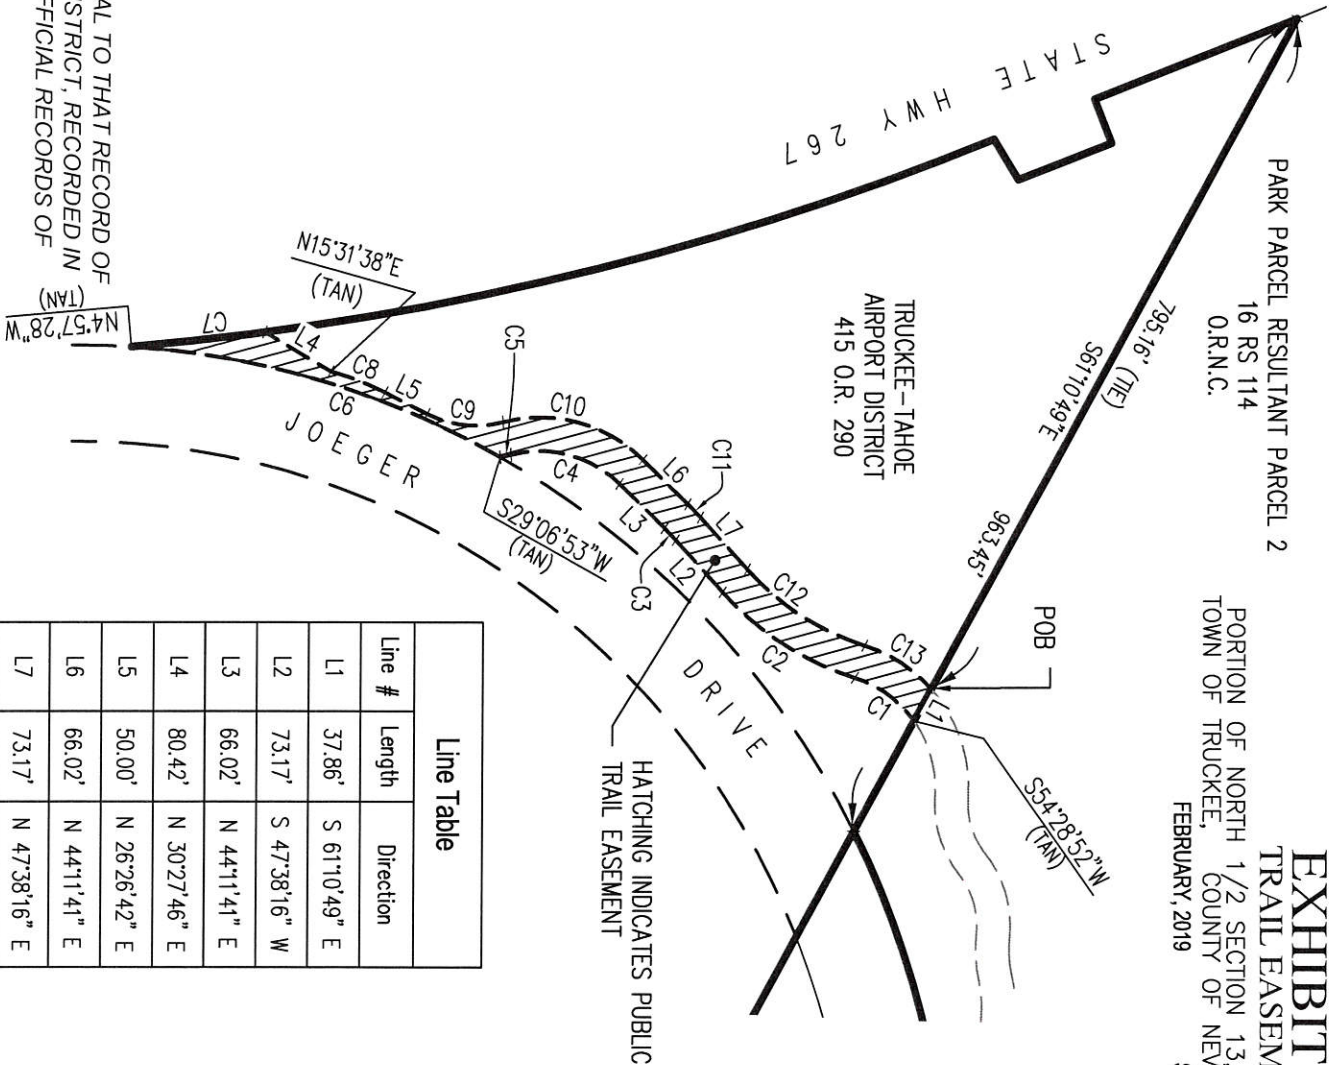 EXHIBIT
TRAIL EASEM
PORTION OF NORTH 1/2 SECTION 13,
TOWN OF TRUCKEE, COUNTY OF NEV
FEBRUARY, 2019
PARK PARCEL RESULTANT PARCEL 2
16 RS 114
O.R.N.C.
795.16' (TIE)
S61°10'49"E
963.45'
POB
S54°28'52"W
(TAN)
STATE HWY 267
TRUCKEE-TAHOE
AIRPORT DISTRICT
415 O.R. 290
L1
C13
C1
C12
C2
L7
C11
L2
C3
L6
L3
C10
C4
C5
C9
L5
C8
C6
L4
C7
S29°06'53"W
(TAN)
N15°31'38"E
(TAN)
JOEGER
DRIVE
HATCHING INDICATES PUBLIC
TRAIL EASEMENT
N4°57'28"W
(TAN)
AL TO THAT RECORD OF
STRICT, RECORDED IN
FFICIAL RECORDS OF
Line Table
Line # Length Direction
L1 37.86' S 61°10'49" E
L2 73.17' S 47°38'16" W
L3 66.02' N 44°11'41" E
L4 80.42' N 30°27'46" E
L5 50.00' N 26°26'42" E
L6 66.02' N 44°11'41" E
L7 73.17' N 47°38'16" E